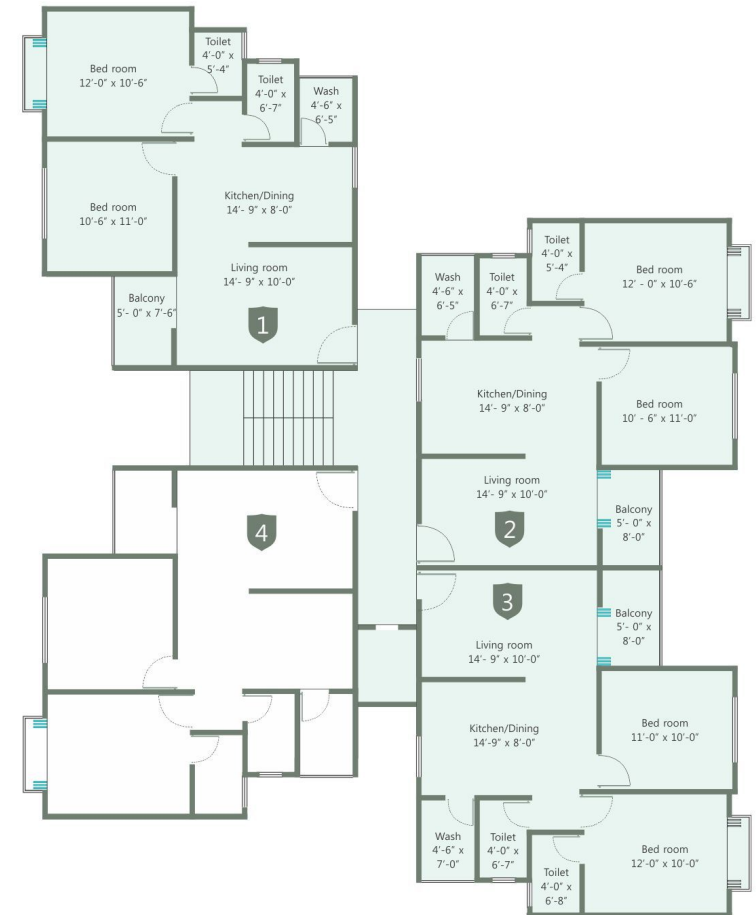 Bed room
12'-0" x 10'-6"
Toilet
4'-0" x
5'-4"
Toilet
4'-0" x
6'-7"
Wash
4'-6" x
6'-5"
Bed room
10'-6" x 11'-0"
Kitchen/Dining
14'- 9" x 8'-0"
Living room
14'- 9" x 10'-0"
Balcony
5'- 0" x 7'-6"
1
Toilet
4'-0" x
5'-4"
Bed room
12' - 0" x 10'-6"
Wash
4'-6" x
6'-5"
Toilet
4'-0" x
6'-7"
Kitchen/Dining
14'- 9" x 8'-0"
Bed room
10' - 6" x 11'-0"
Living room
14'- 9" x 10'-0"
2
Balcony
5'- 0" x
8'-0"
4
3
Balcony
5'- 0" x
8'-0"
Living room
14'- 9" x 10'-0"
Kitchen/Dining
14'-9" x 8'-0"
Bed room
11'-0" x 10'-0"
Wash
4'-6" x
7'-0"
Toilet
4'-0" x
6'-7"
Toilet
4'-0" x
6'-8"
Bed room
12'-0" x 10'-0"